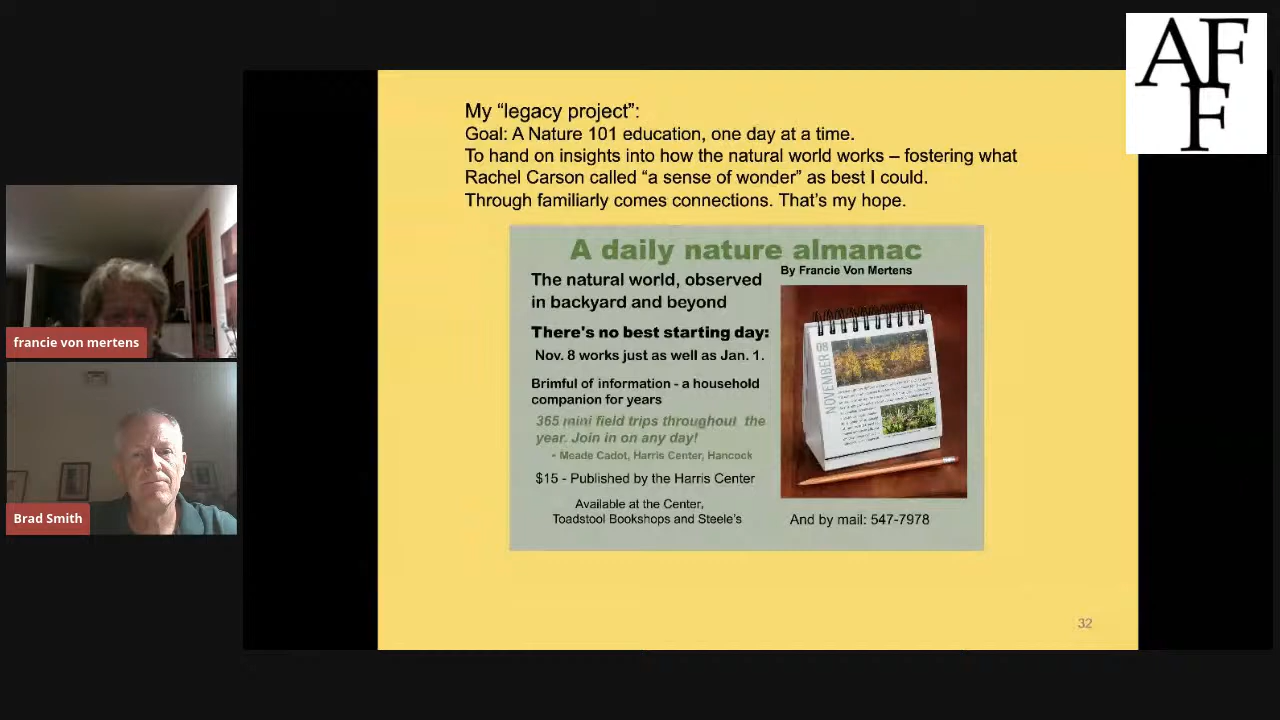 AFF
My “legacy project”:
Goal: A Nature 101 education, one day at a time.
To hand on insights into how the natural world works – fostering what
Rachel Carson called “a sense of wonder” as best I could.
Through familiarly comes connections. That’s my hope.
A daily nature almanac
By Francie Von Mertens
The natural world, observed
in backyard and beyond
There's no best starting day:
Nov. 8 works just as well as Jan. 1.
Brimful of information - a household
companion for years
365 mini field trips throughout the
year. Join in on any day!
• Meade Cadot, Harris Center, Hancock
$15 - Published by the Harris Center
Available at the Center,
Toadstool Bookshops and Steele's
NOVEMBER 08
And by mail: 547-7978
32
francie von mertens
Brad Smith